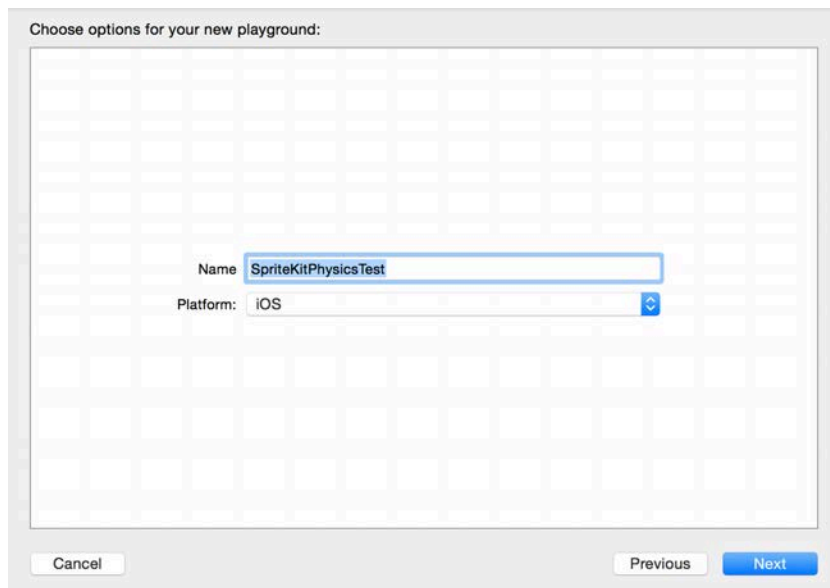 Choose options for your new playground:
Name SpriteKitPhysicsTest
Platform: iOS
Cancel Previous Next